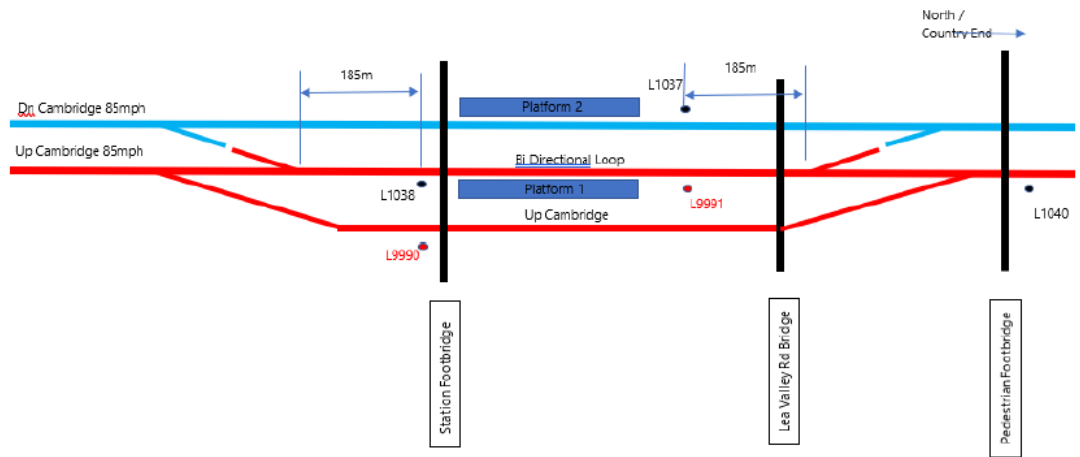 North /
Country End
185m
L1037
185m
Dn Cambridge 85mph
Platform 2
Up Cambridge 85mph
Bi Directional Loop
L1038
Platform 1
L9991
L1040
Up Cambridge
L9990
Station Footbridge
Lea Valley Rd Bridge
Pedestrian Footbridge